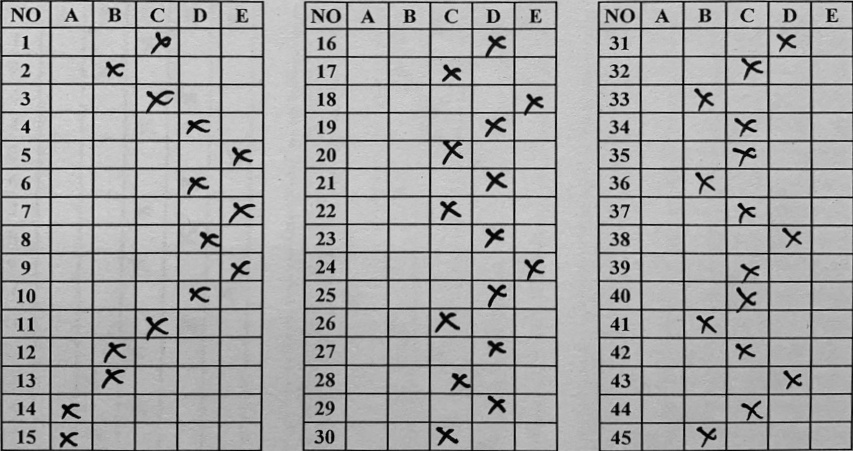 NO A B C D E NO A B C D E NO A B C D E
1 x 16 x 31 x
2 x 17 x 32 x
3 x 18 x 33 x
4 x 19 x 34 x
5 x 20 x 35 x
6 x 21 x 36 x
7 x 22 x 37 x
8 x 23 x 38 x
9 x 24 x 39 x
10 x 25 x 40 x
11 x 26 x 41 x
12 x 27 x 42 x
13 x 28 x 43 x
14 x 29 x 44 x
15 x 30 x 45 x